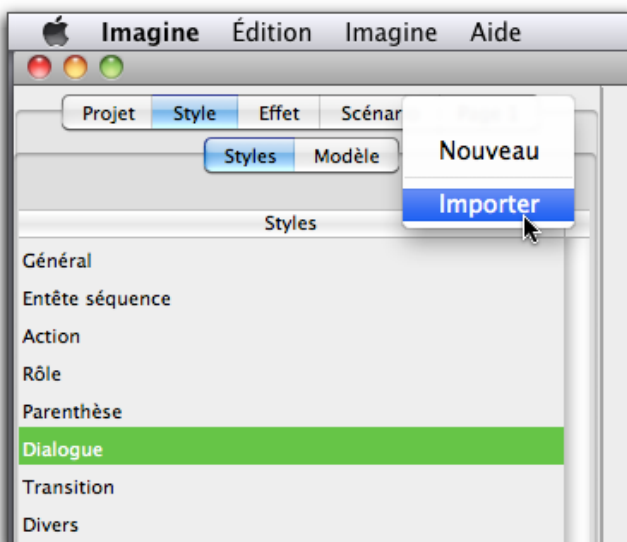 Imagine Édition Imagine Aide
Projet Style Effet Scénar
Styles Modèle
Nouveau
Importer
Styles
Général
Entête séquence
Action
Rôle
Parenthèse
Dialogue
Transition
Divers